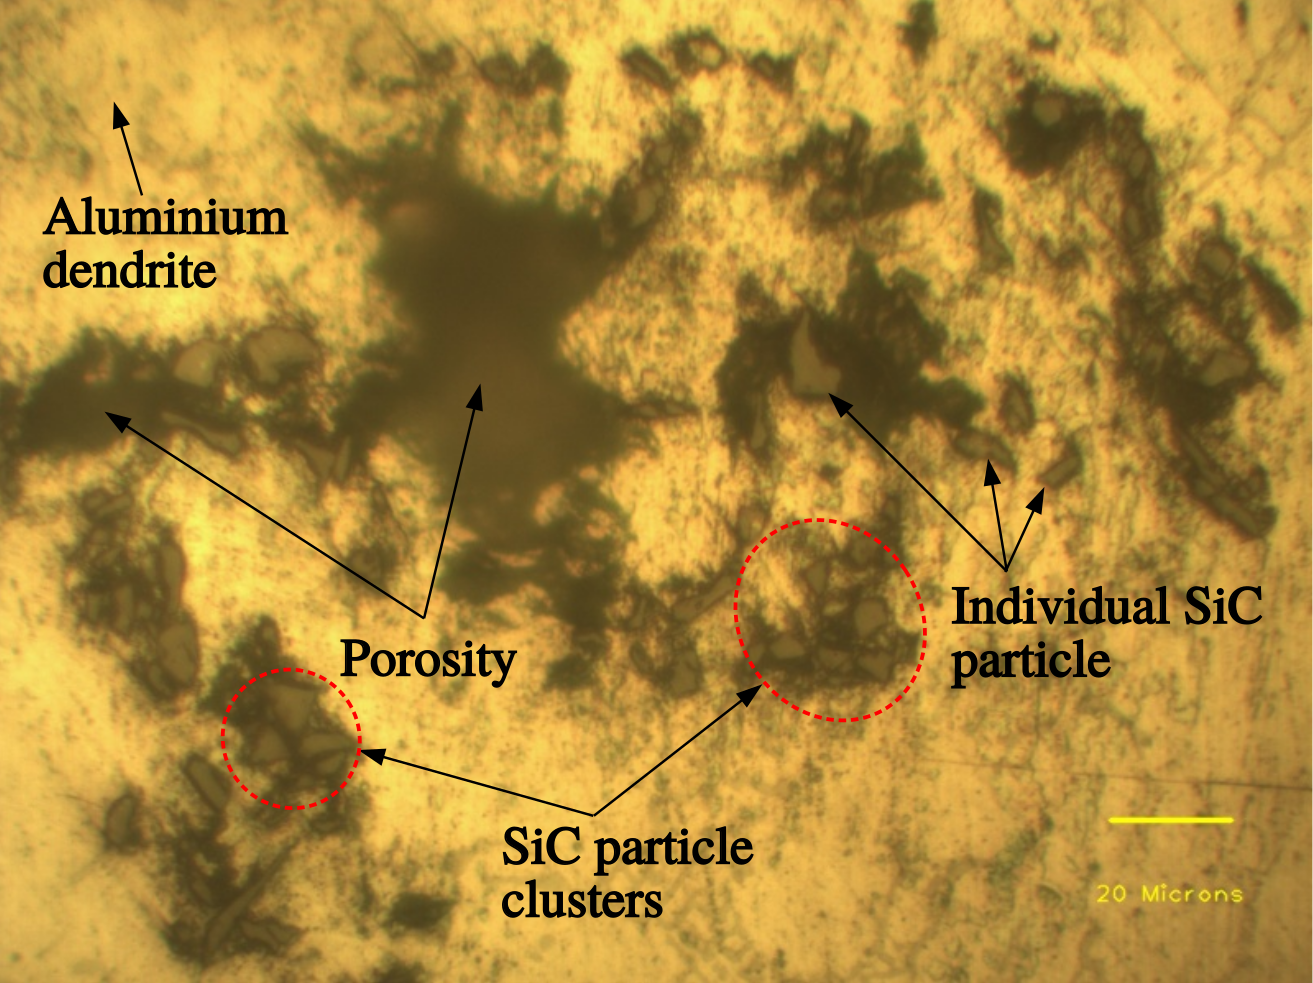 Aluminium
dendrite
Porosity
Individual SiC
particle
SiC particle
clusters
20 Microns